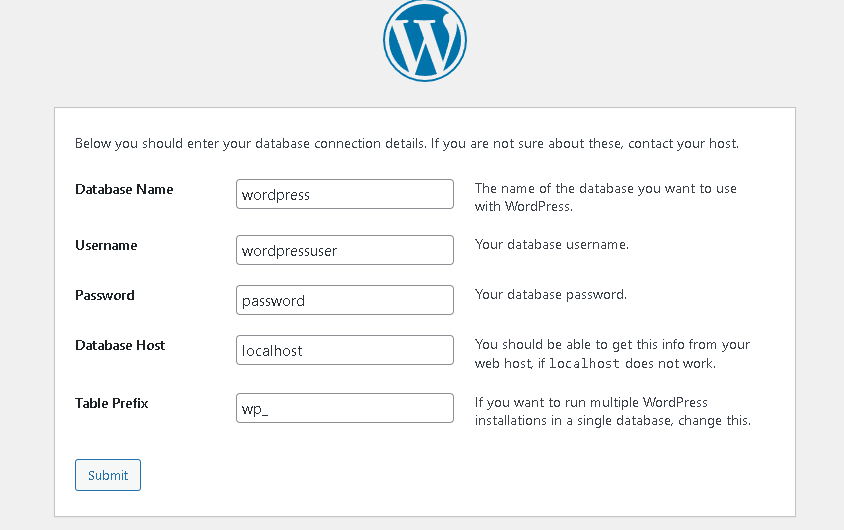 W
Below you should enter your database connection details. If you are not sure about these, contact your host.
Database Name
wordpress
The name of the database you want to use
with WordPress.
Username
wordpressuser
Your database username.
Password
password
Your database password.
Database Host
localhost
You should be able to get this info from your
web host, if localhost does not work.
Table Prefix
wp_
If you want to run multiple WordPress
installations in a single database, change this.
Submit